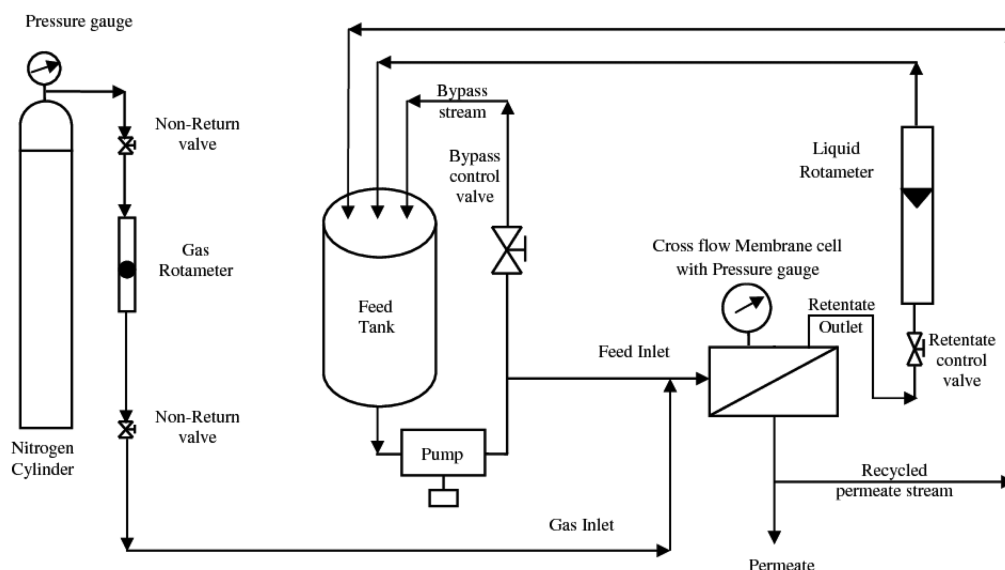 Pressure gauge
Non-Return
valve
Gas
Rotameter
Non-Return
valve
Nitrogen
Cylinder
Bypass
stream
Bypass
control
valve
Feed
Tank
Pump
Gas Inlet
Feed Inlet
Cross flow Membrane cell
with Pressure gauge
Retentate
Outlet
Liquid
Rotameter
Retentate
control
valve
Recycled
permeate stream
Permeate